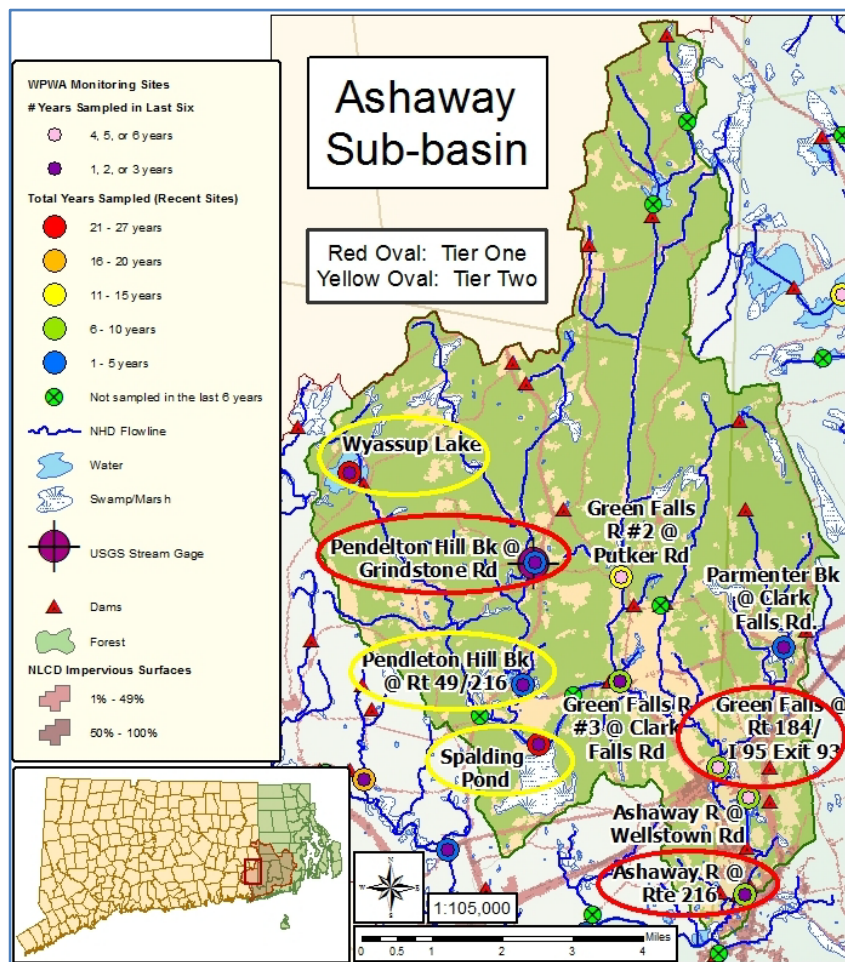 Ashaway
Sub-basin
Red Oval: Tier One
Yellow Oval: Tier Two
WPWA Monitoring Sites
# Years Sampled in Last Six
4, 5, or 6 years
1, 2, or 3 years
Total Years Sampled (Recent Sites)
21 - 27 years
16 - 20 years
11 - 15 years
6 - 10 years
1 - 5 years
Not sampled in the last 6 years
NHD Flowline
Water
Swamp/Marsh
USGS Stream Gage
Dams
Forest
NLCD Impervious Surfaces
1% - 49%
50% - 100%
Wyassup Lake
Pendelton Hill Bk @
Grindstone Rd
Green Falls
R #2 @
Putker Rd
Parmenter Bk
@ Clark
Falls Rd.
Pendleton Hill Bk
@ Rt 49/216
Green Falls R
#3 @ Clark
Falls Rd
Green Falls @
Rt 184/
I 95 Exit 93
Spalding
Pond
Ashaway R @
Wellstown Rd
Ashaway R @
Rte 216
N
W
E
S
1:105,000
Miles
0 0.5 1 2 3 4